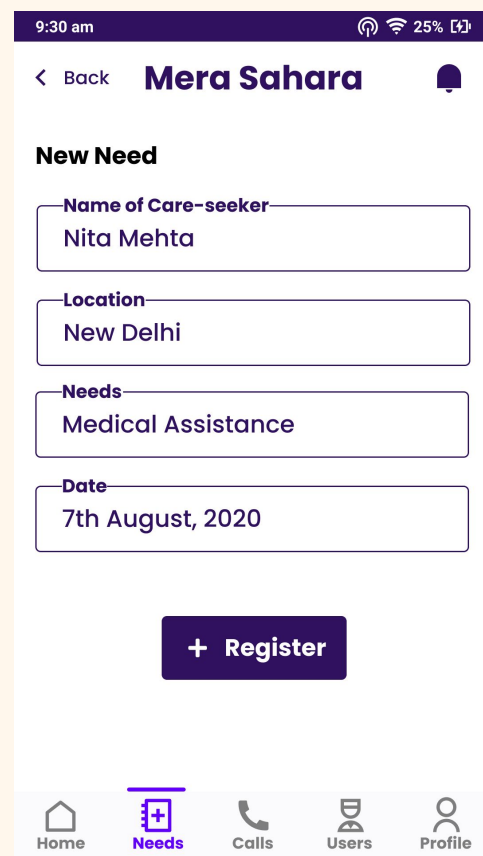 9:30 am 25%
Back Mera Sahara
New Need
Name of Care-seeker
Nita Mehta
Location
New Delhi
Needs
Medical Assistance
Date
7th August, 2020
+ Register
Home Needs Calls Users Profile